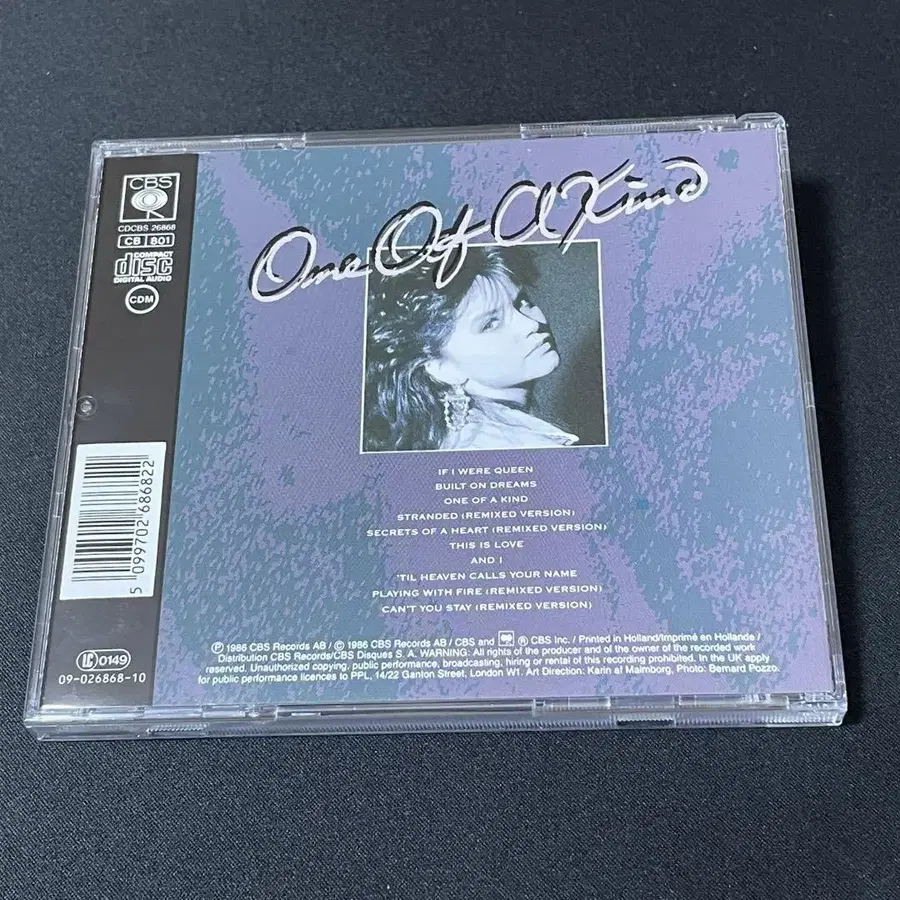 CBS
CDCBS 26868
CB 801
COMPACT
disc
DIGITAL AUDIO
CDM
One Of A Kind
IF I WERE QUEEN
BUILT ON DREAMS
ONE OF A KIND
STRANDED (REMIXED VERSION)
SECRETS OF A HEART (REMIXED VERSION)
THIS IS LOVE
AND I
'TIL HEAVEN CALLS YOUR NAME
PLAYING WITH FIRE (REMIXED VERSION)
CAN'T YOU STAY (REMIXED VERSION)
5 099702 686822
LC 0149
09-026868-10
℗ 1986 CBS Records AB / © 1986 CBS Records AB / CBS and ® CBS Inc. / Printed in Holland/Imprimé en Hollande /
Distribution CBS Records/CBS Disques S. A. WARNING: All rights of the producer and of the owner of the recorded work
reserved. Unauthorized copying, public performance, broadcasting, hiring or rental of this recording prohibited. In the UK apply
for public performance licences to PPL, 14/22 Ganton Street, London W1. Art Direction: Karin af Malmborg, Photo: Bernard Pozzo.